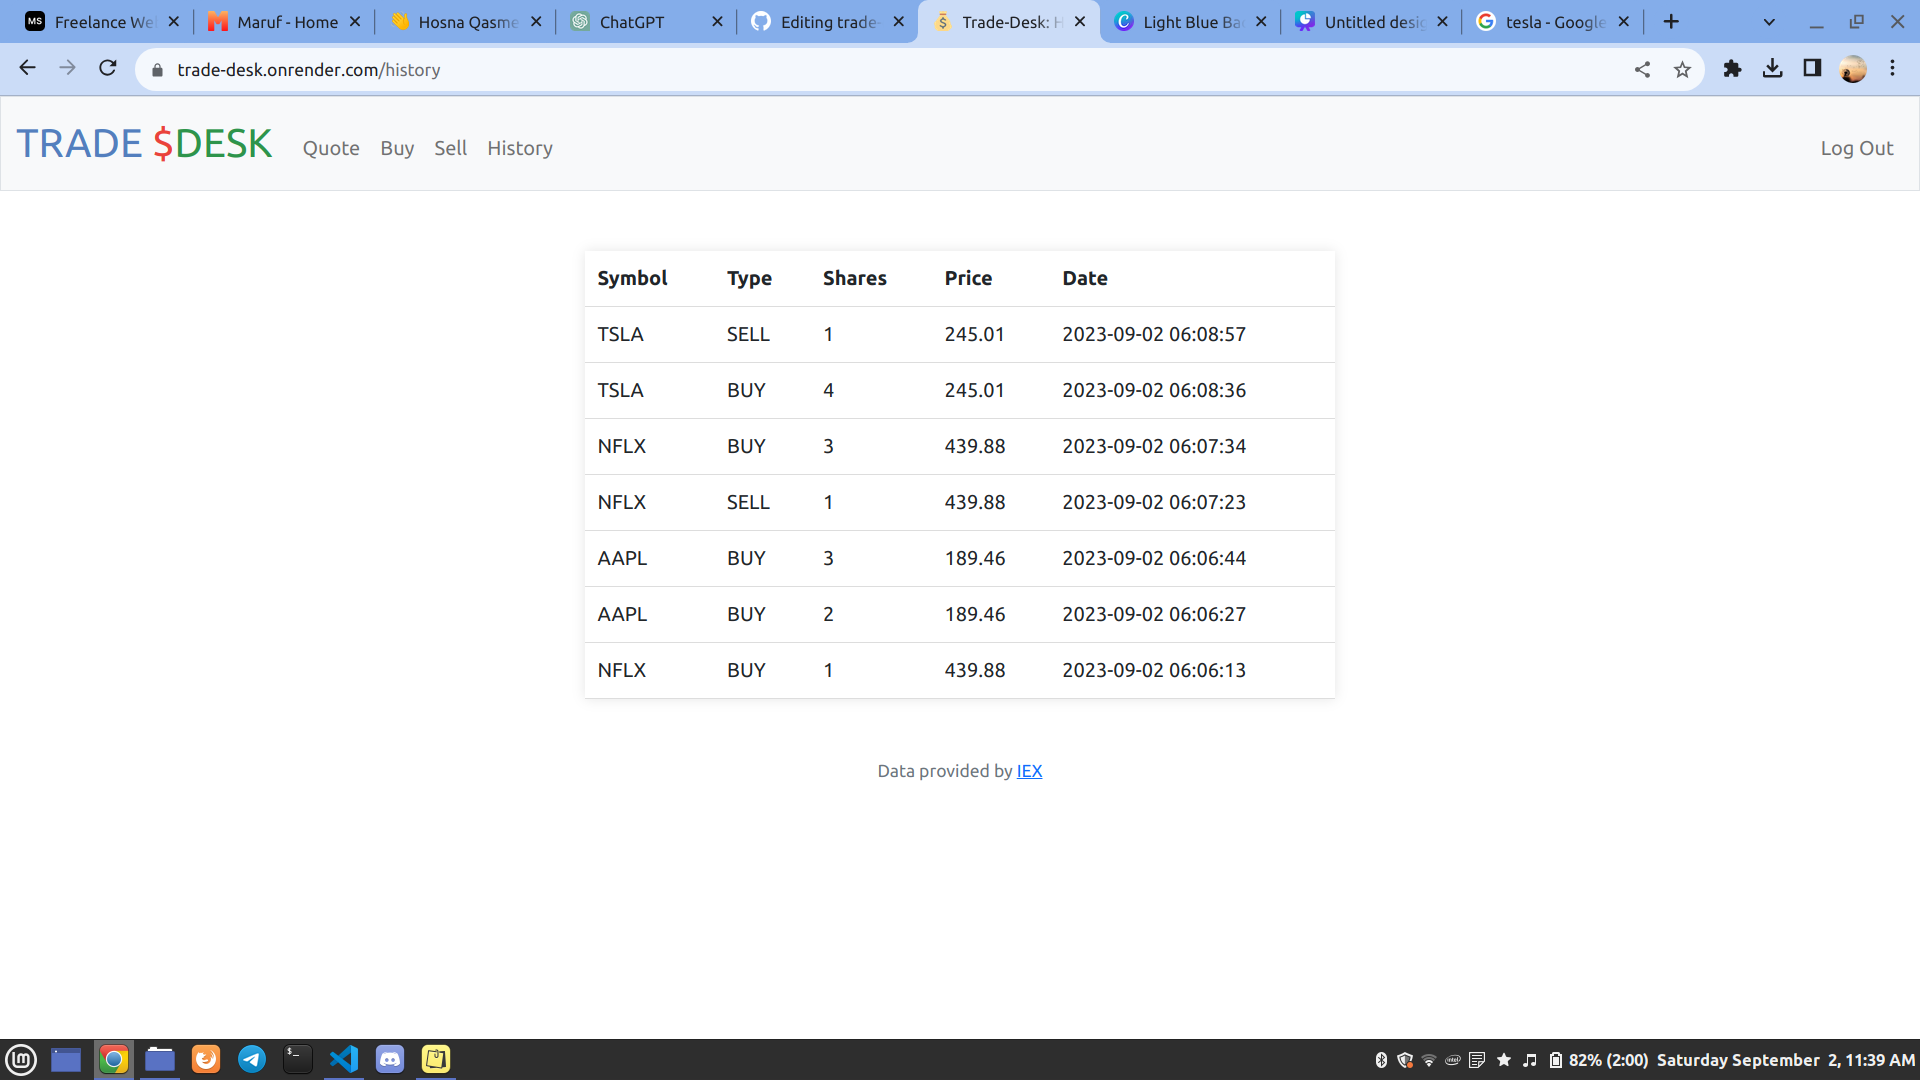 MS Freelance We
Maruf - Home
Hosna Qasme
ChatGPT
Editing trade-
Trade-Desk: H
Light Blue Ba
Untitled desig
tesla - Google
trade-desk.onrender.com/history
TRADE $DESK Quote Buy Sell History Log Out
Symbol Type Shares Price Date
TSLA SELL 1 245.01 2023-09-02 06:08:57
TSLA BUY 4 245.01 2023-09-02 06:08:36
NFLX BUY 3 439.88 2023-09-02 06:07:34
NFLX SELL 1 439.88 2023-09-02 06:07:23
AAPL BUY 3 189.46 2023-09-02 06:06:44
AAPL BUY 2 189.46 2023-09-02 06:06:27
NFLX BUY 1 439.88 2023-09-02 06:06:13
Data provided by IEX
82% (2:00) Saturday September 2, 11:39 AM